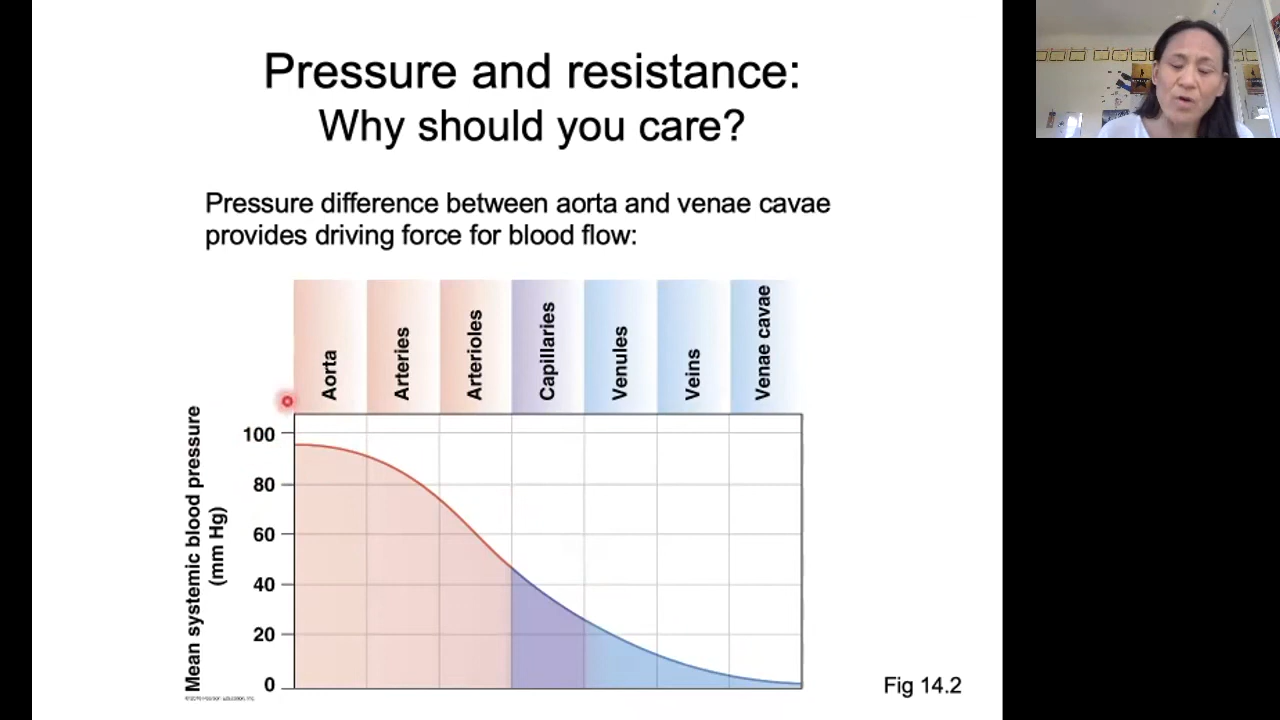 Pressure and resistance:
Why should you care?
Pressure difference between aorta and venae cavae
provides driving force for blood flow:
Aorta
Arteries
Arterioles
Capillaries
Venules
Veins
Venae cavae
Mean systemic blood pressure
(mm Hg)
100
80
60
40
20
0
Fig 14.2